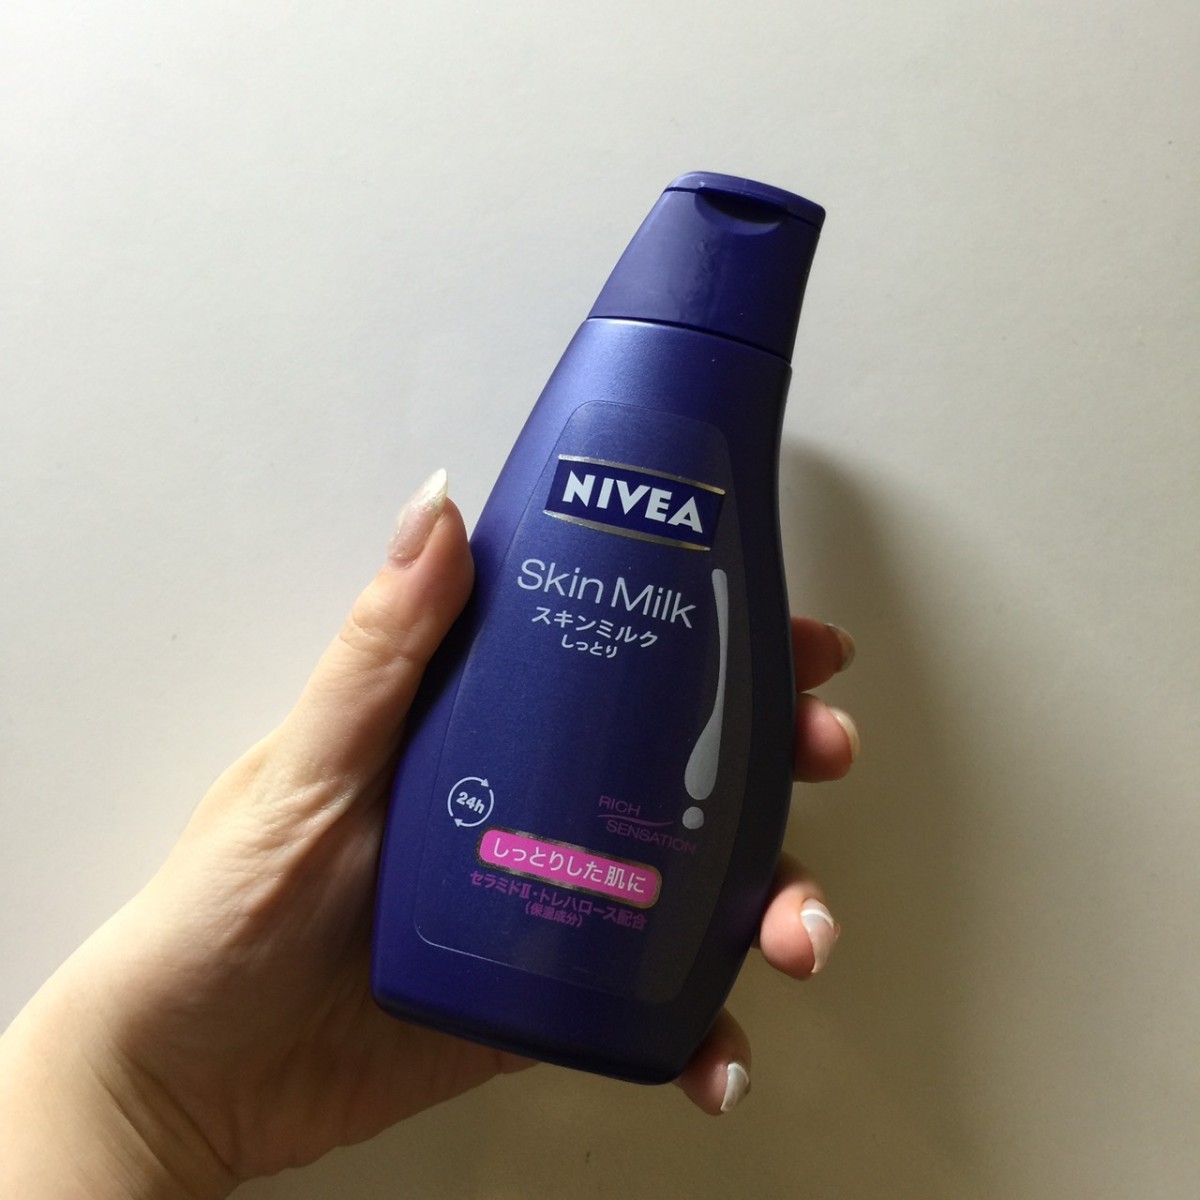 NIVEA
Skin Milk
スキンミルク
しっとり
24h
RICH
SENSATION
しっとりした肌に
セラミドⅡ・トレハロース配合
(保湿成分)